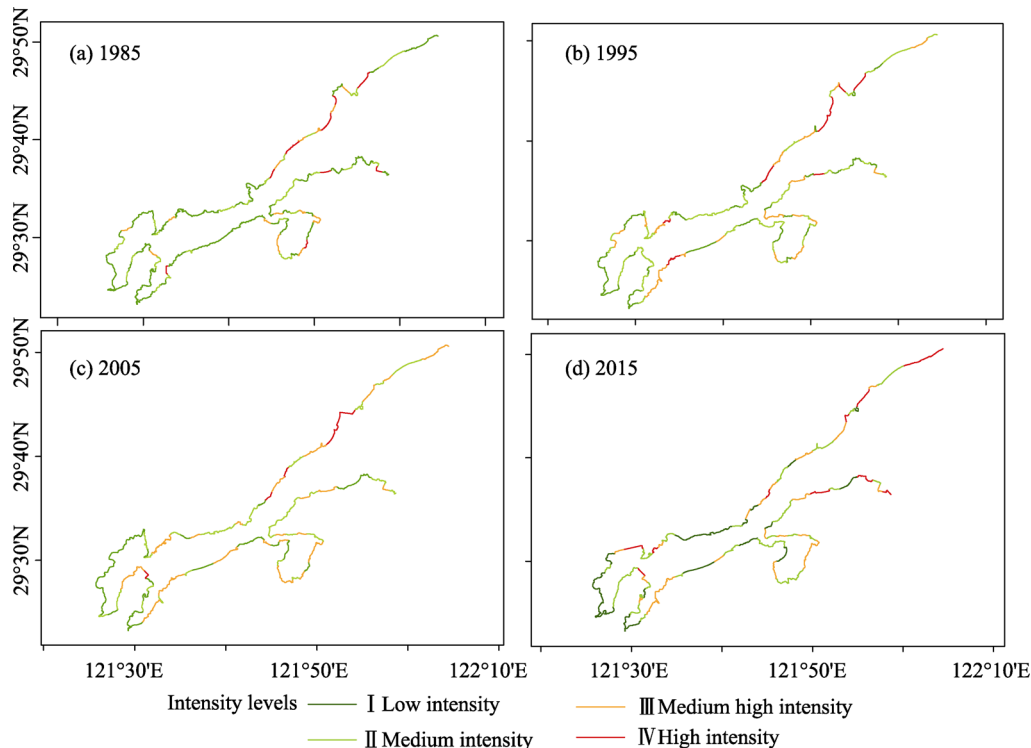 (a) 1985
(b) 1995
29°50'N
29°40'N
29°30'N
(c) 2005
(d) 2015
29°50'N
29°40'N
29°30'N
121°30'E 121°50'E 122°10'E 121°30'E 121°50'E 122°10'E
Intensity levels Ⅰ Low intensity Ⅲ Medium high intensity
Ⅱ Medium intensity Ⅳ High intensity